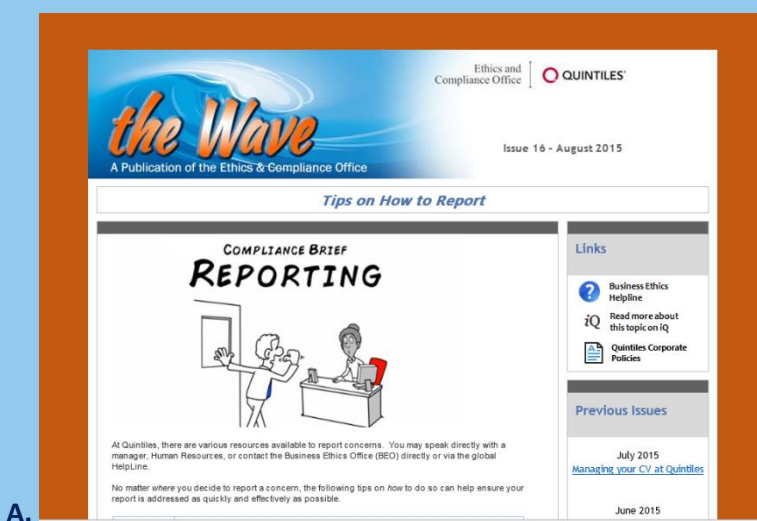 Ethics and
Compliance Office
QUINTILES
the Wave
A Publication of the Ethics & Compliance Office
Issue 16 - August 2015
Tips on How to Report
COMPLIANCE BRIEF
REPORTING
At Quintiles, there are various resources available to report concerns. You may speak directly with a
manager, Human Resources, or contact the Business Ethics Office (BEO) directly or via the global
HelpLine.
No matter where you decide to report a concern, the following tips on how to do so can help ensure your
report is addressed as quickly and effectively as possible.
Links
Business Ethics
Helpline
iQ
Read more about
this topic on iQ
Quintiles Corporate
Policies
Previous Issues
July 2015
Managing your CV at Quintiles
June 2015
A.